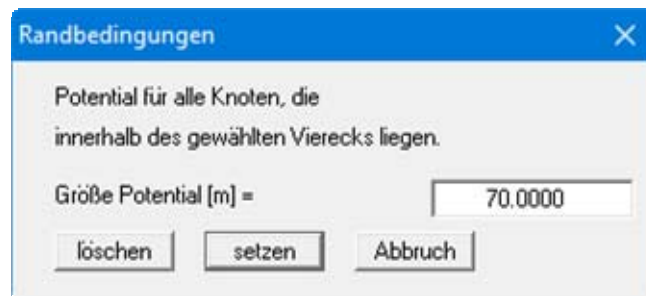 Randbedingungen
Potential für alle Knoten, die
innerhalb des gewählten Vierecks liegen.
Größe Potential [m] = 70.0000
löschen setzen Abbruch